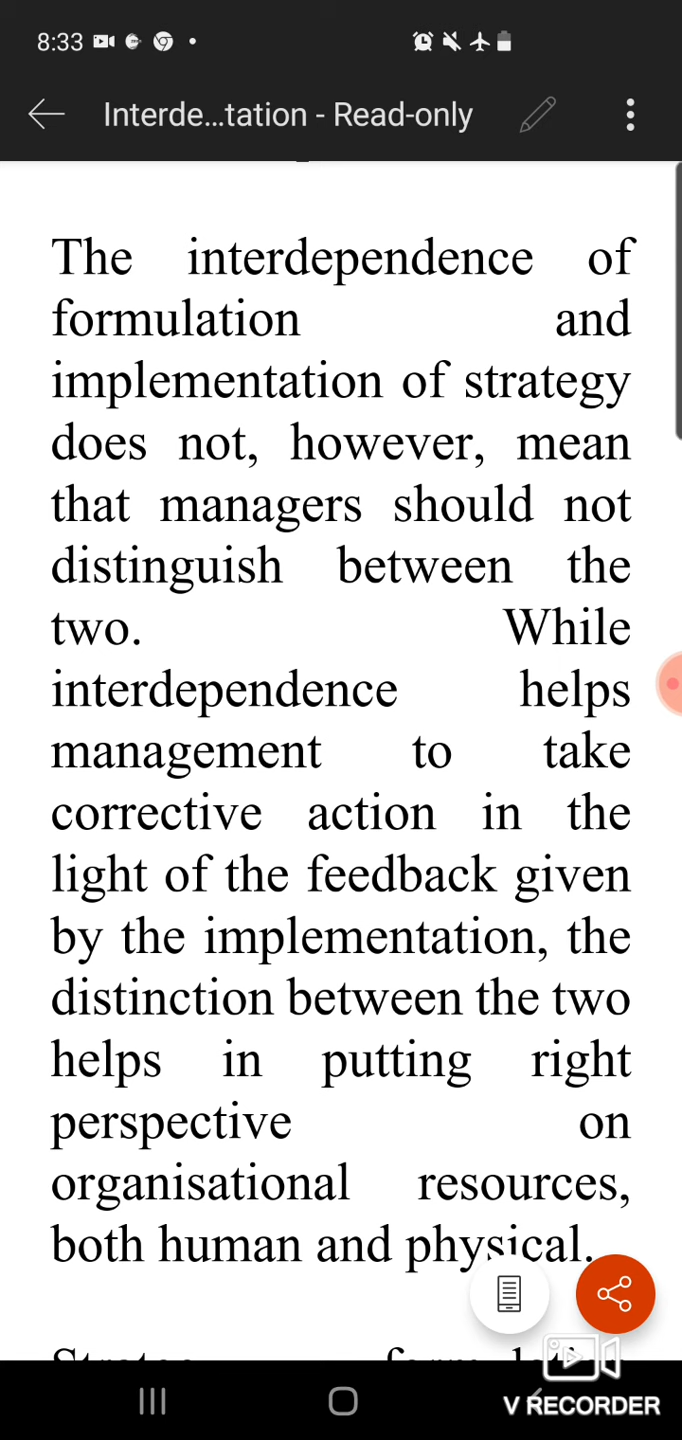 8:33
Interde...tation - Read-only
The interdependence of
formulation and
implementation of strategy
does not, however, mean
that managers should not
distinguish between the
two. While
interdependence helps
management to take
corrective action in the
light of the feedback given
by the implementation, the
distinction between the two
helps in putting right
perspective on
organisational resources,
both human and physical.
V RECORDER